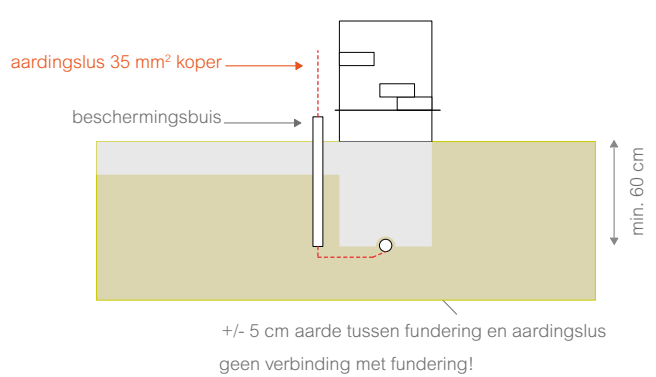 aardingslus 35 mm² koper
beschermingsbuis
min. 60 cm
+/- 5 cm aarde tussen fundering en aardingslus
geen verbinding met fundering!